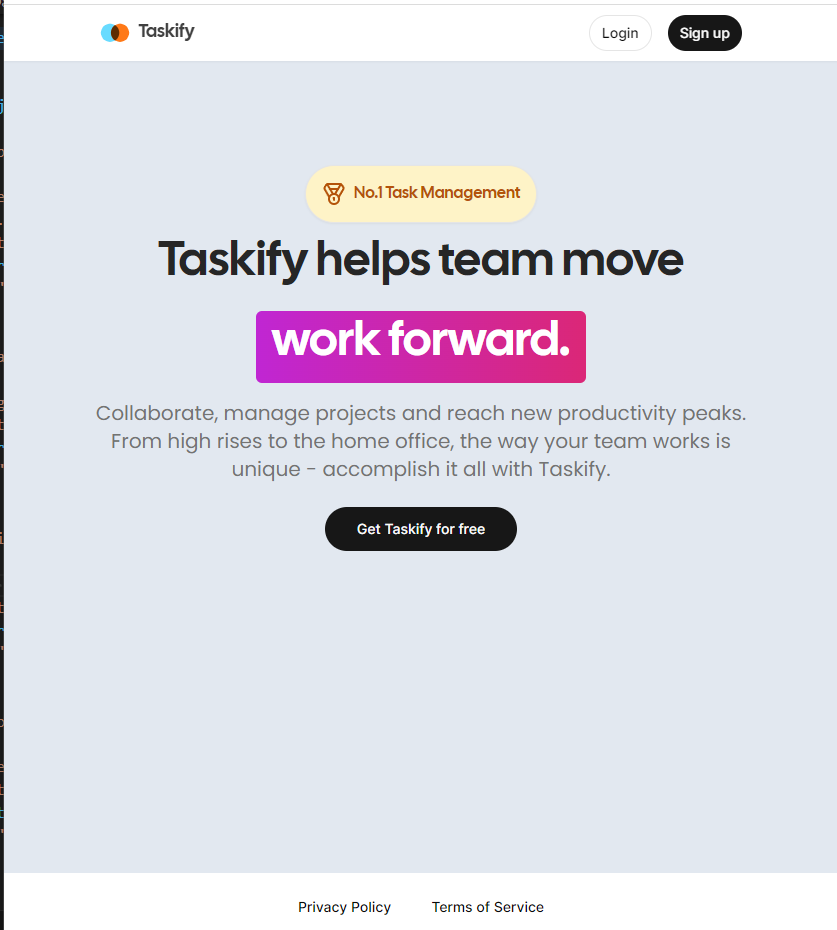 Taskify
Login
Sign up
No.1 Task Management
Taskify helps team move
work forward.
Collaborate, manage projects and reach new productivity peaks.
From high rises to the home office, the way your team works is
unique - accomplish it all with Taskify.
Get Taskify for free
Privacy Policy
Terms of Service